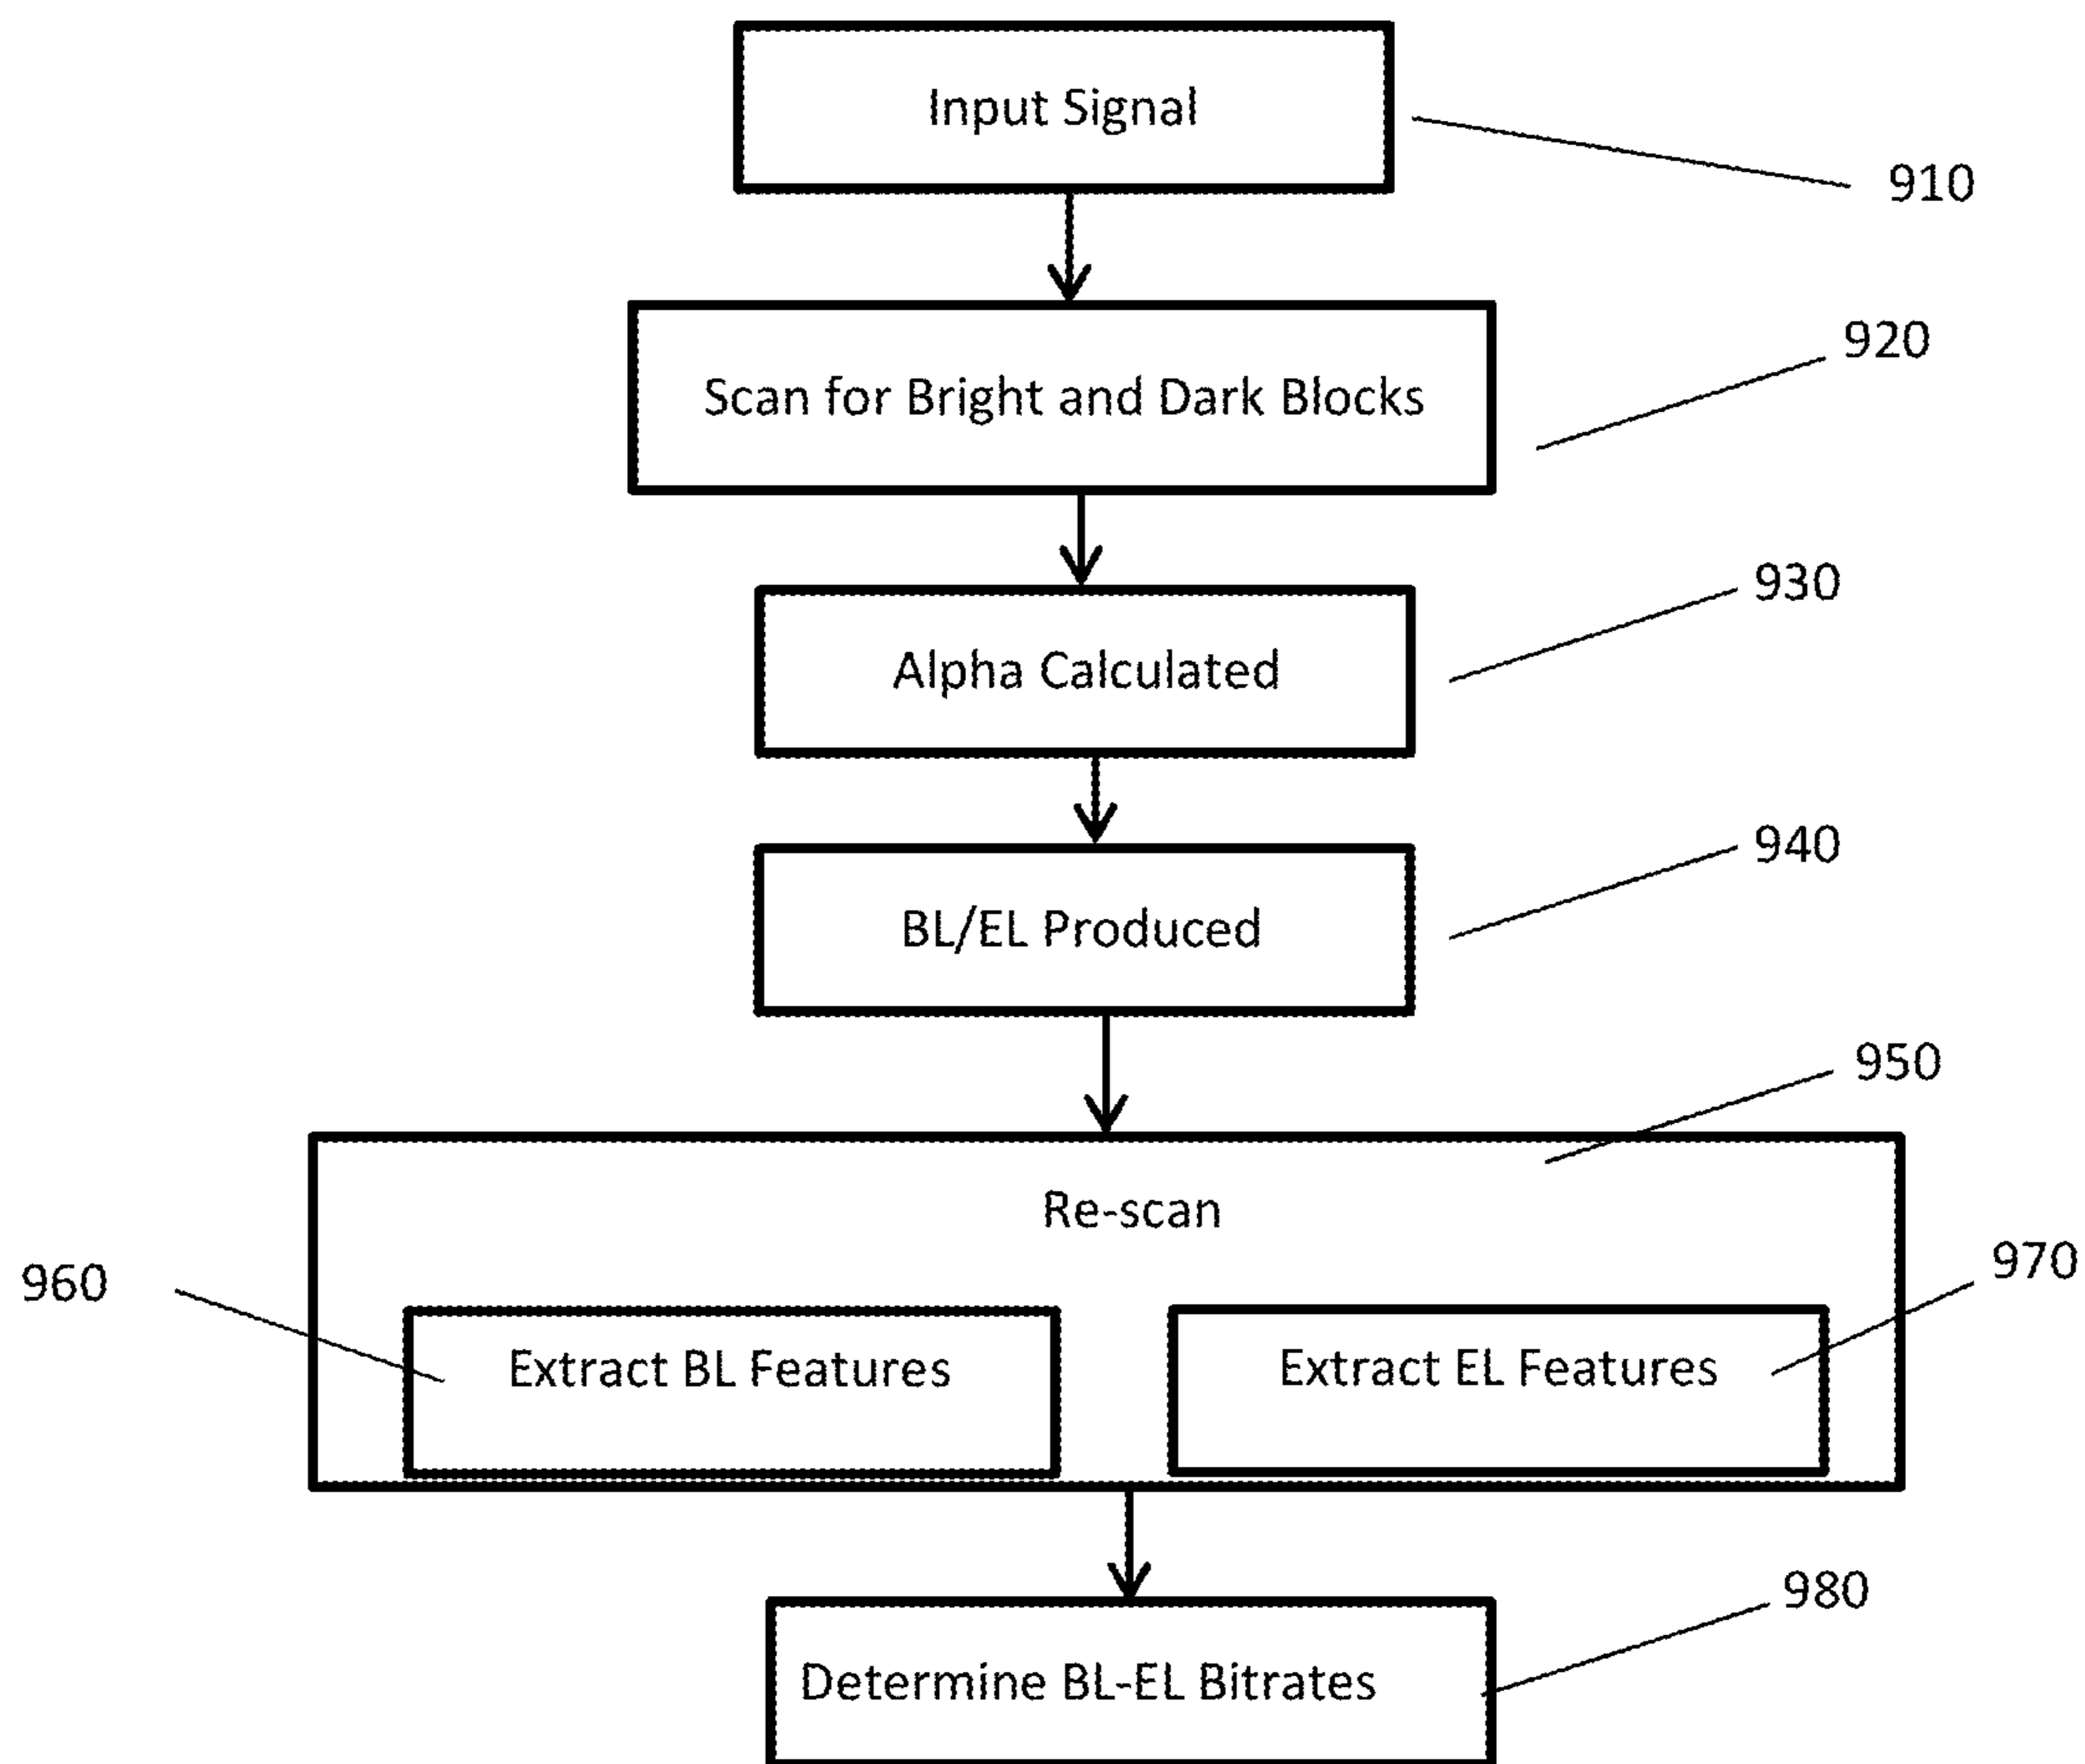 Input Signal
910
Scan for Bright and Dark Blocks
920
Alpha Calculated
930
BL/EL Produced
940
950
Re-scan
960
970
Extract BL Features
Extract EL Features
980
Determine BL-EL Bitrates